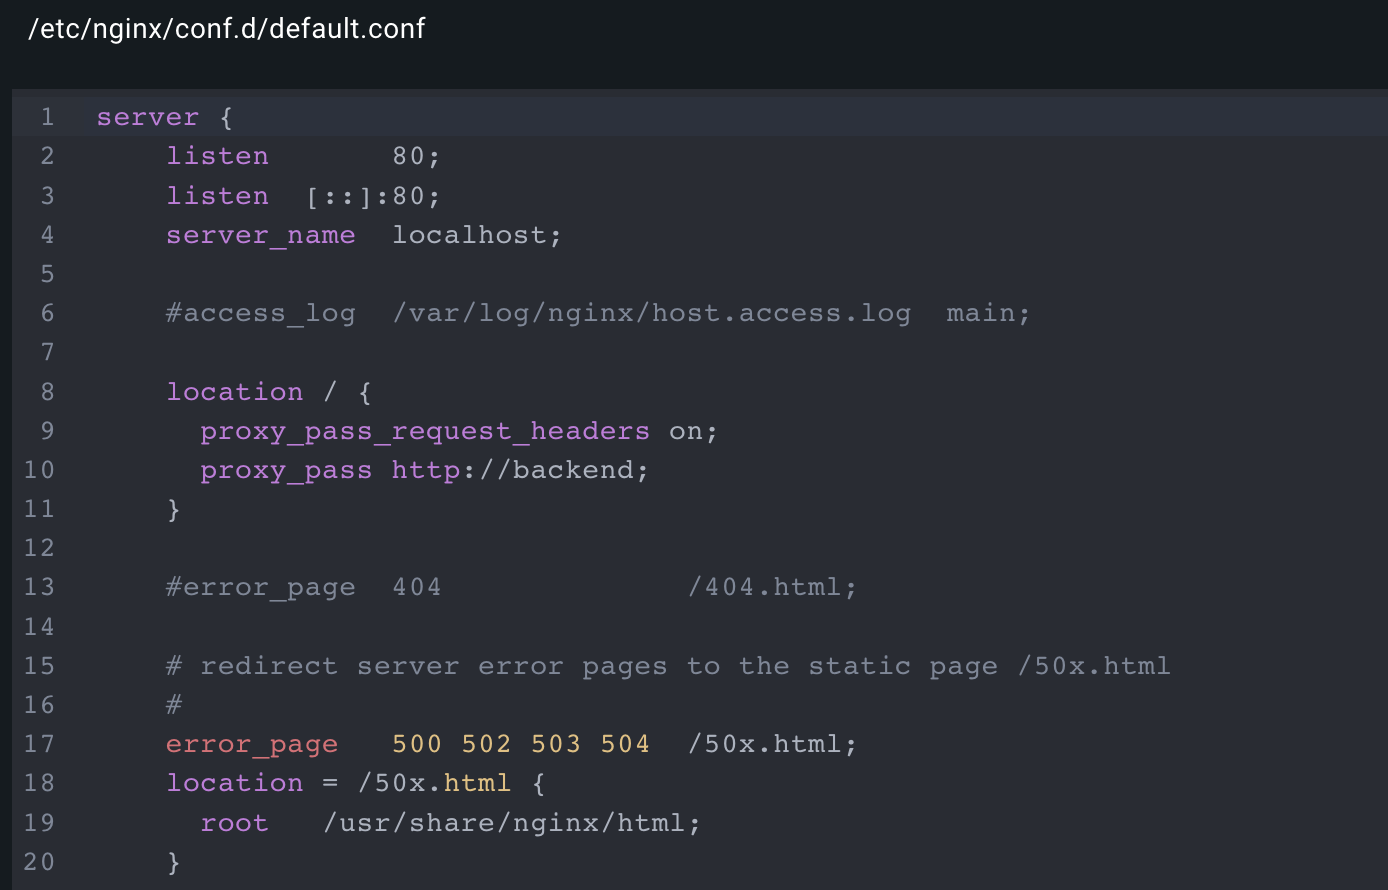 /etc/nginx/conf.d/default.conf
1 server {
2     listen       80;
3     listen  [::]:80;
4     server_name  localhost;
5
6     #access_log  /var/log/nginx/host.access.log  main;
7
8     location / {
9       proxy_pass_request_headers on;
10       proxy_pass http://backend;
11     }
12
13     #error_page  404              /404.html;
14
15     # redirect server error pages to the static page /50x.html
16     #
17     error_page   500 502 503 504  /50x.html;
18     location = /50x.html {
19       root   /usr/share/nginx/html;
20     }